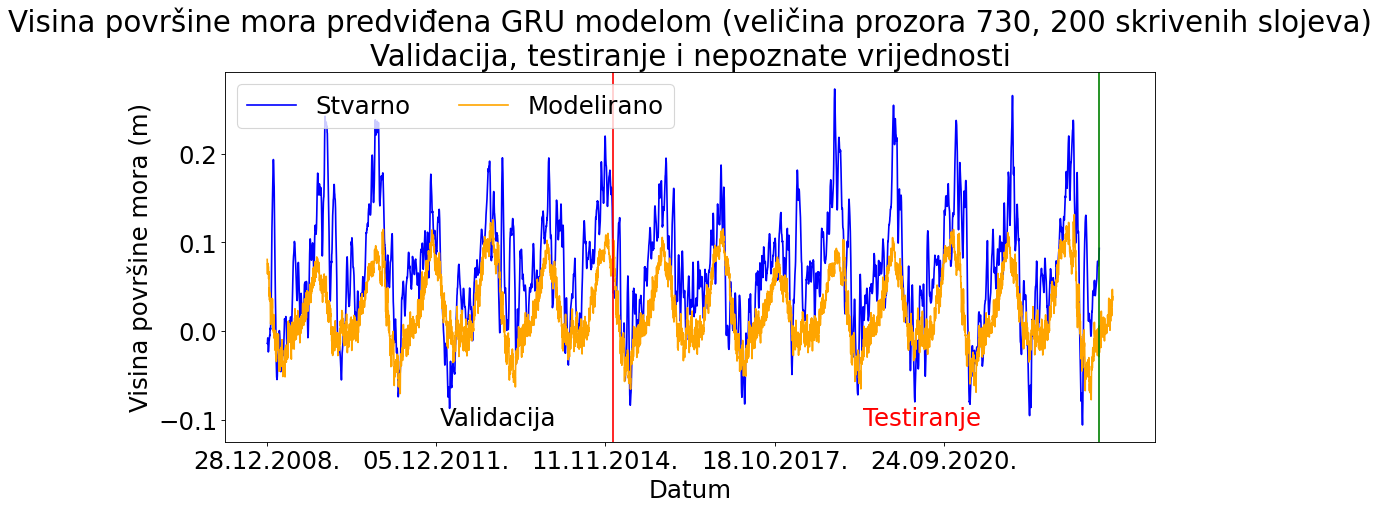 Visina površine mora predviđena GRU modelom (veličina prozora 730, 200 skrivenih slojeva)
Validacija, testiranje i nepoznate vrijednosti
Stvarno
Modelirano
Visina površine mora (m)
0.2
0.1
0.0
−0.1
Validacija
Testiranje
28.12.2008.
05.12.2011.
11.11.2014.
18.10.2017.
24.09.2020.
Datum